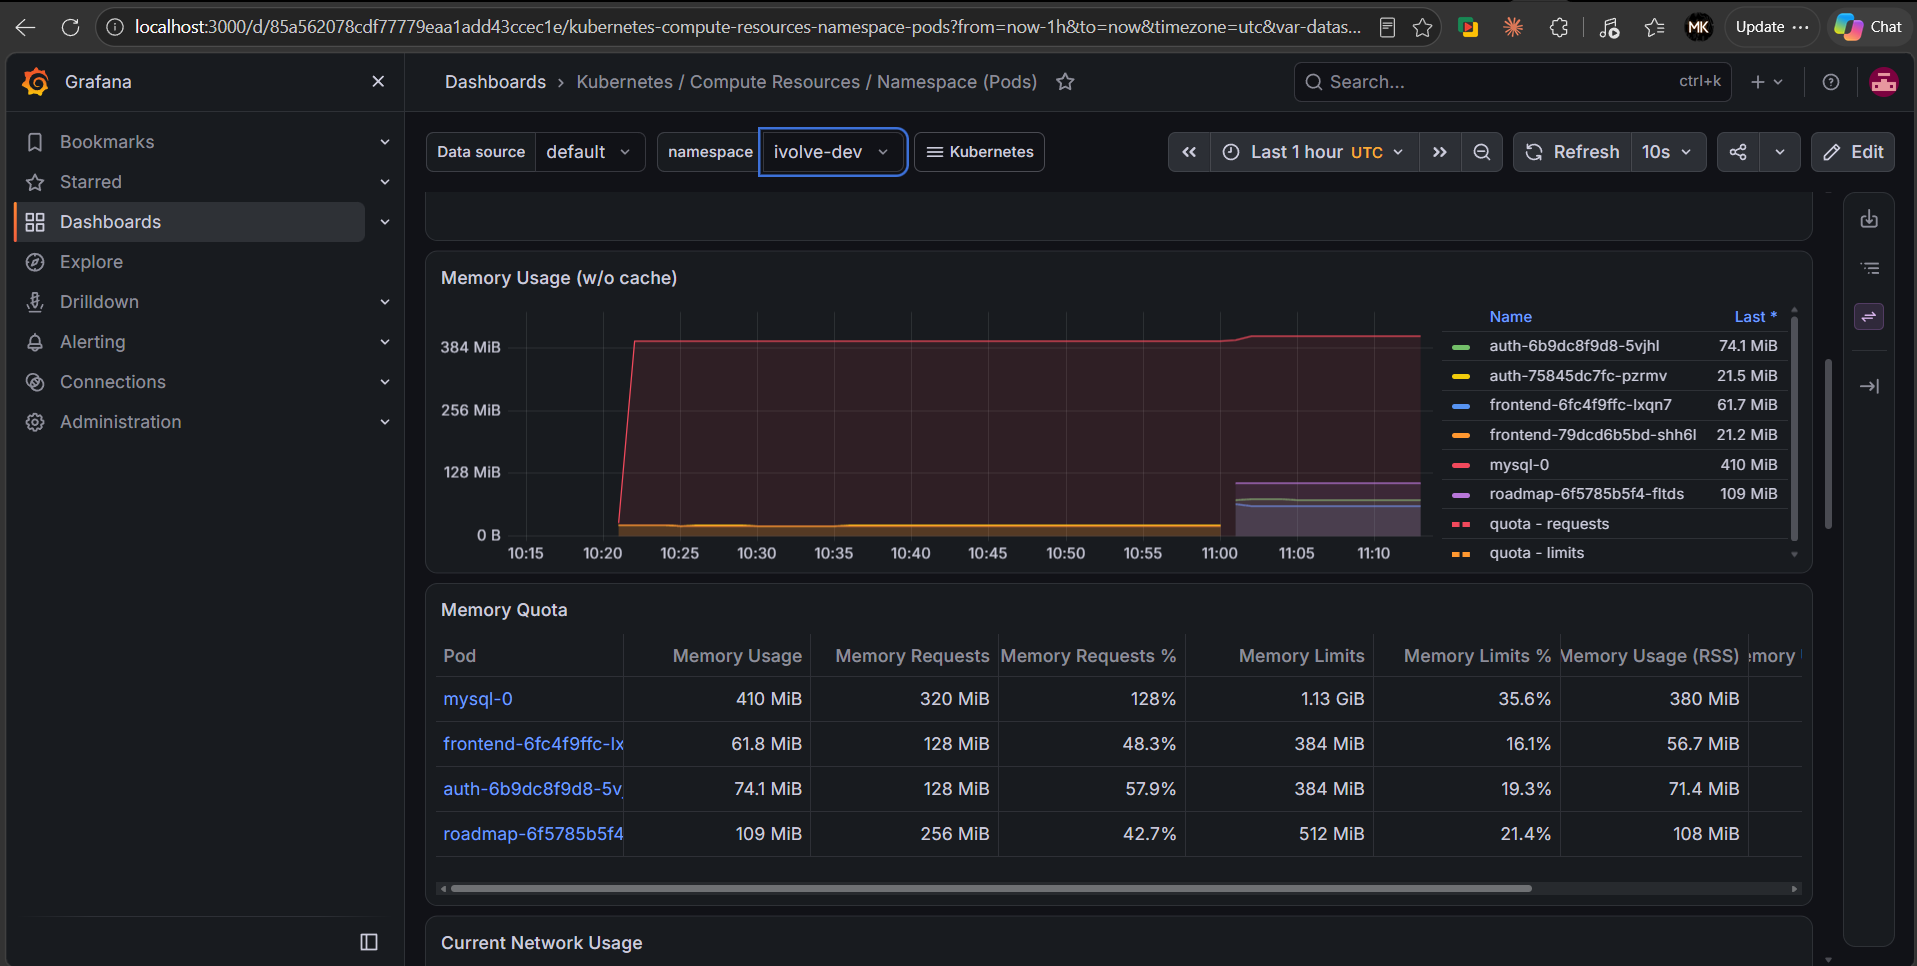 localhost:3000/d/85a562078cdf77779eaa1add43ccec1e/kubernetes-compute-resources-namespace-pods?from=now-1h&to=now&timezone=utc&var-datas...
MK
Update
Chat
Grafana
Dashboards › Kubernetes / Compute Resources / Namespace (Pods)
Search...
ctrl+k
Bookmarks
Starred
Dashboards
Explore
Drilldown
Alerting
Connections
Administration
Data source default
namespace ivolve-dev
Kubernetes
Last 1 hour UTC
Refresh 10s
Edit
Memory Usage (w/o cache)
384 MiB
256 MiB
128 MiB
0 B
10:15 10:20 10:25 10:30 10:35 10:40 10:45 10:50 10:55 11:00 11:05 11:10
Name Last *
auth-6b9dc8f9d8-5vjhl 74.1 MiB
auth-75845dc7fc-pzrmv 21.5 MiB
frontend-6fc4f9ffc-lxqn7 61.7 MiB
frontend-79dcd6b5bd-shh6l 21.2 MiB
mysql-0 410 MiB
roadmap-6f5785b5f4-fltds 109 MiB
quota - requests
quota - limits
Memory Quota
Pod Memory Usage Memory Requests Memory Requests % Memory Limits Memory Limits % Memory Usage (RSS)
mysql-0 410 MiB 320 MiB 128% 1.13 GiB 35.6% 380 MiB
frontend-6fc4f9ffc-lx 61.8 MiB 128 MiB 48.3% 384 MiB 16.1% 56.7 MiB
auth-6b9dc8f9d8-5v 74.1 MiB 128 MiB 57.9% 384 MiB 19.3% 71.4 MiB
roadmap-6f5785b5f4 109 MiB 256 MiB 42.7% 512 MiB 21.4% 108 MiB
Current Network Usage